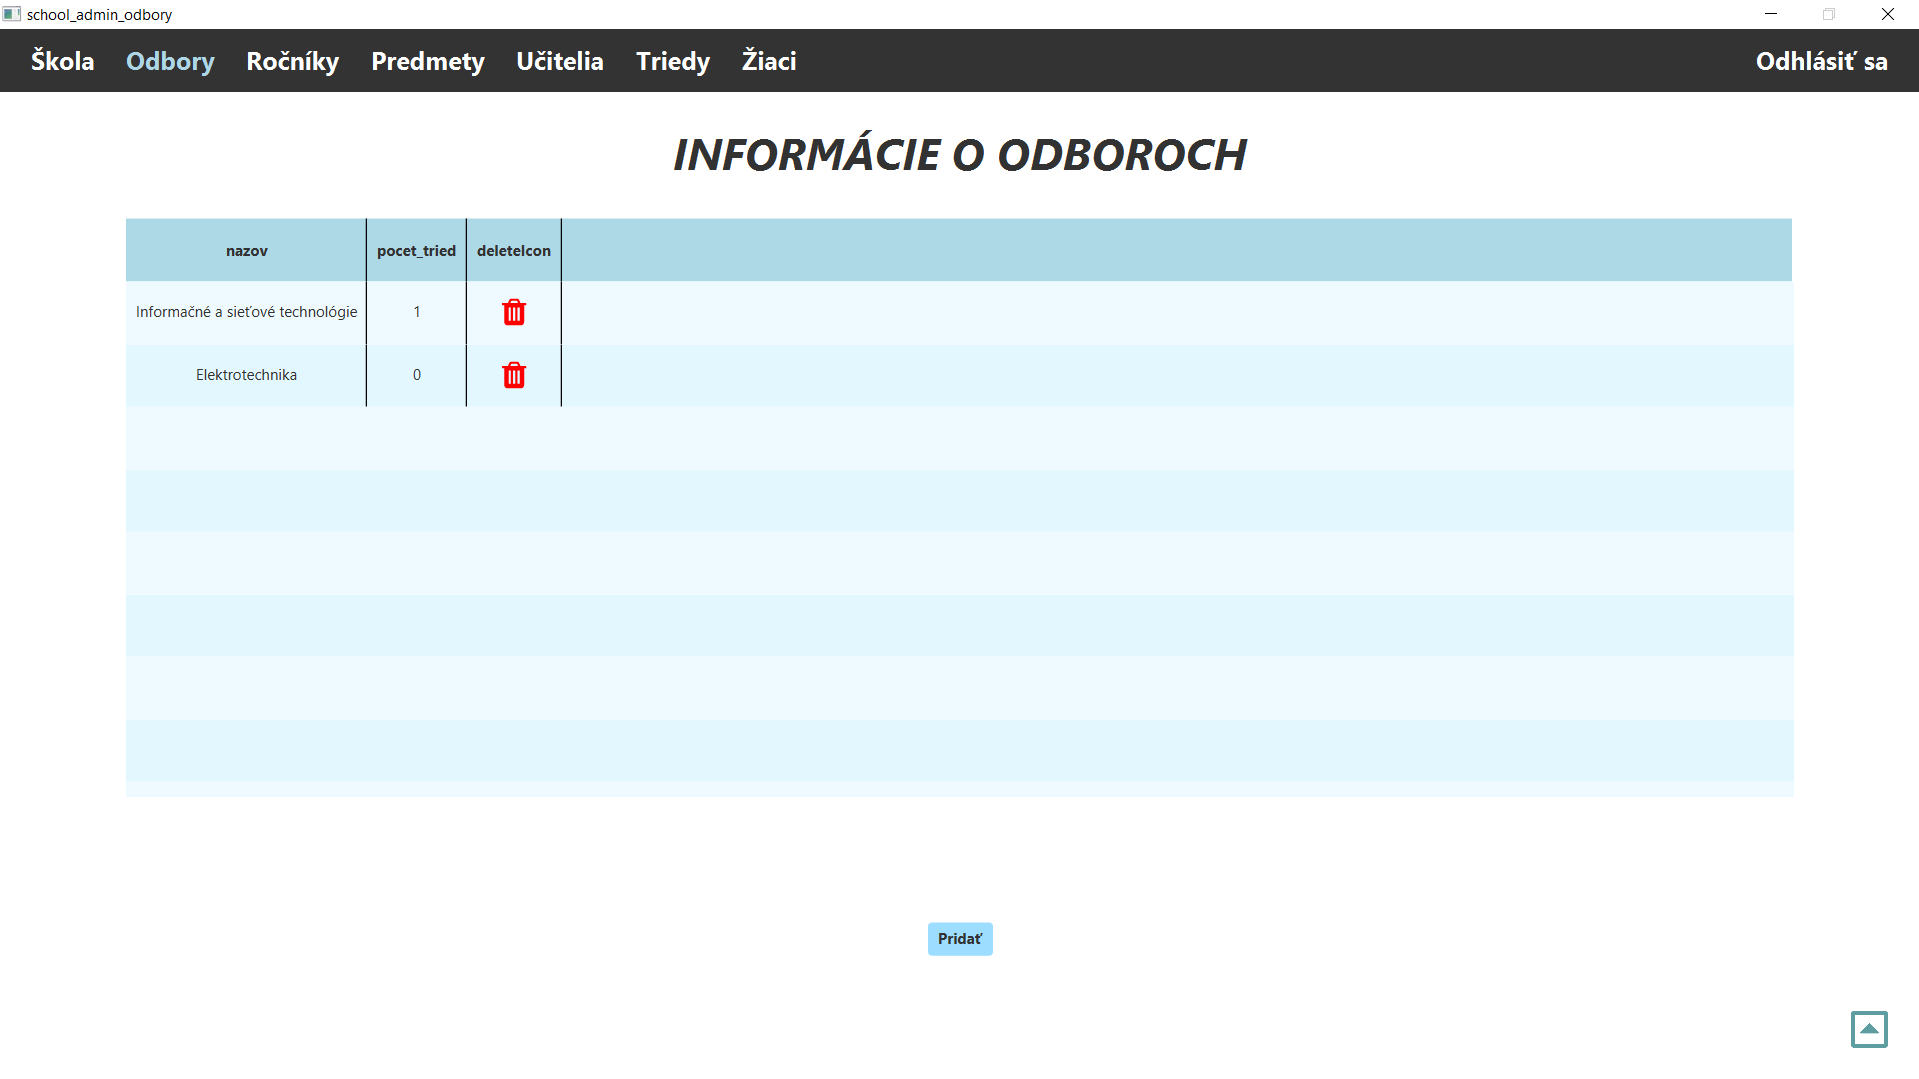 school_admin_odbory
Škola Odbory Ročníky Predmety Učitelia Triedy Žiaci Odhlásiť sa
INFORMÁCIE O ODBOROCH
nazov pocet_tried deleteIcon
Informačné a sieťové technológie 1
Elektrotechnika 0
Pridať